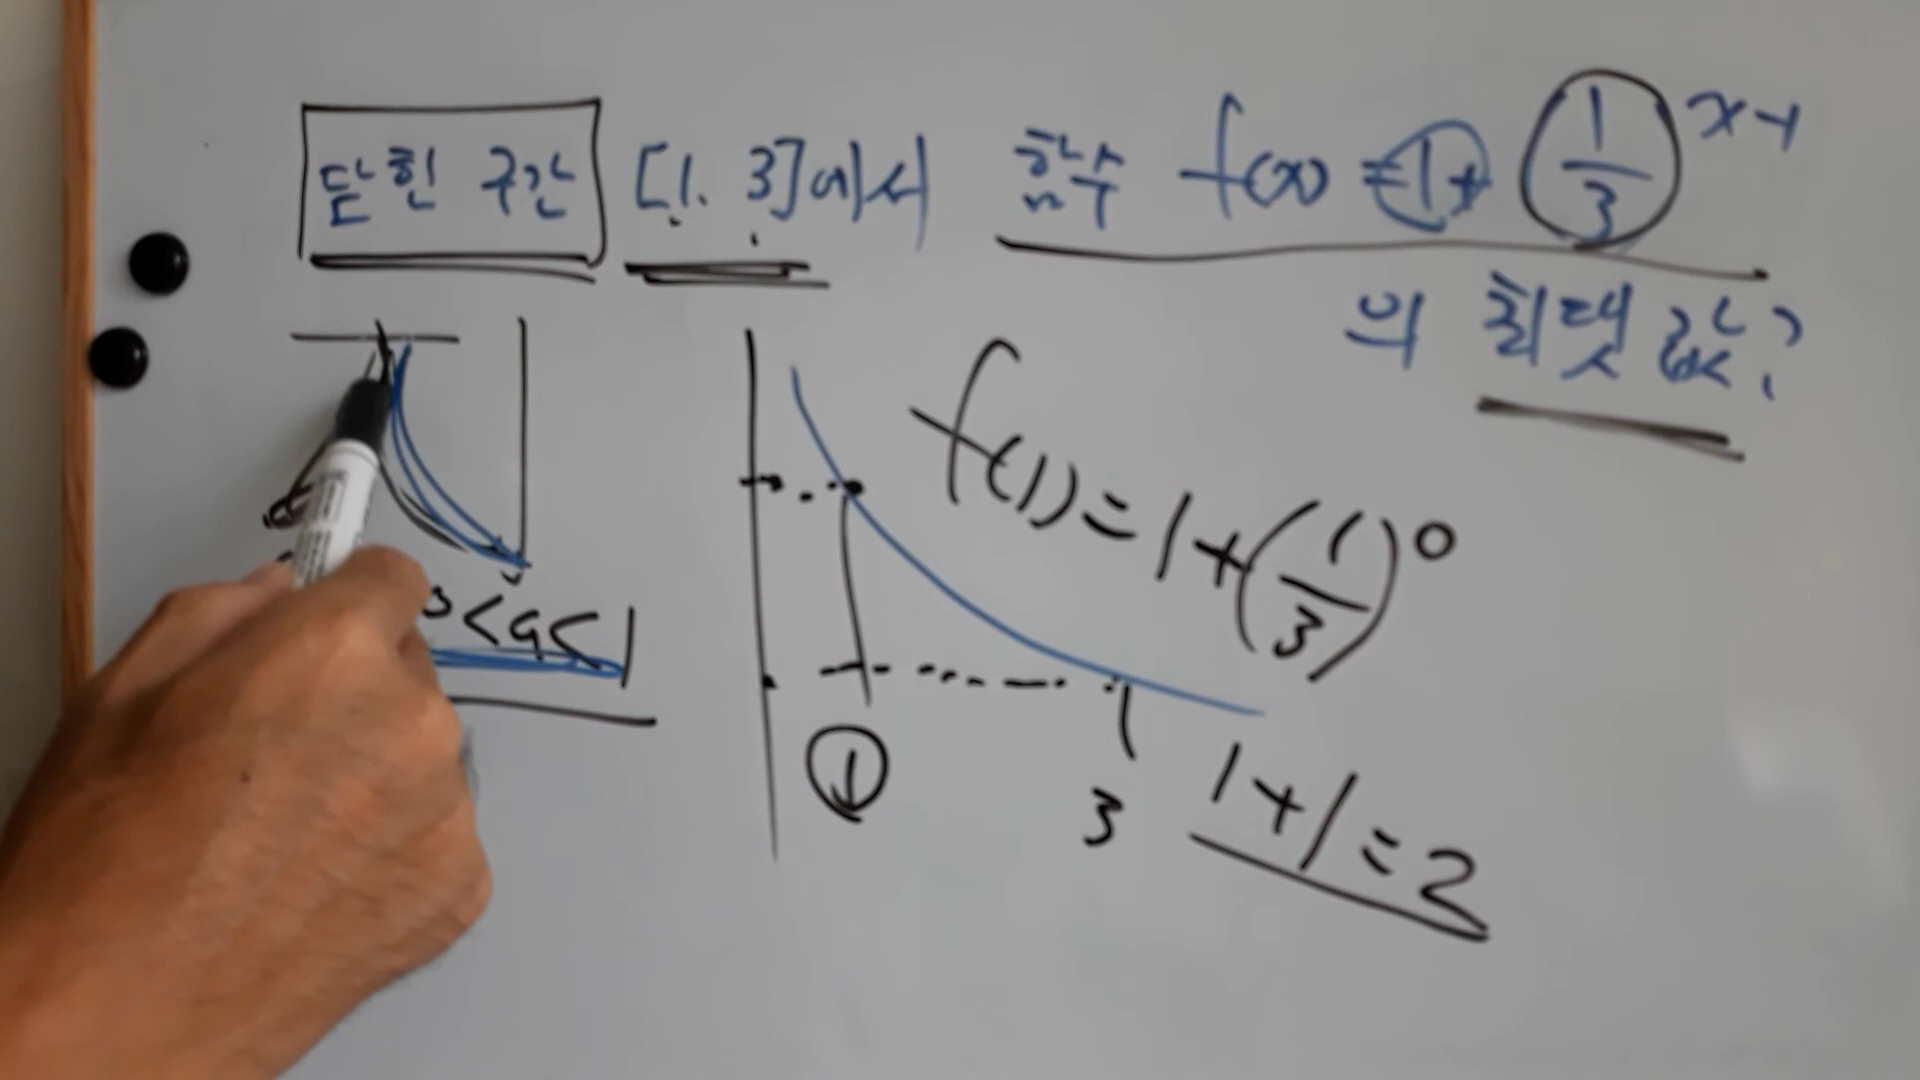 닫힌 구간 [1. 3]에서 함수 f(x) = 1 + (1/3)^x-1
의 최댓값?
f(1) = 1 + (1/3)^0
0<a<1
① 3
1+1=2